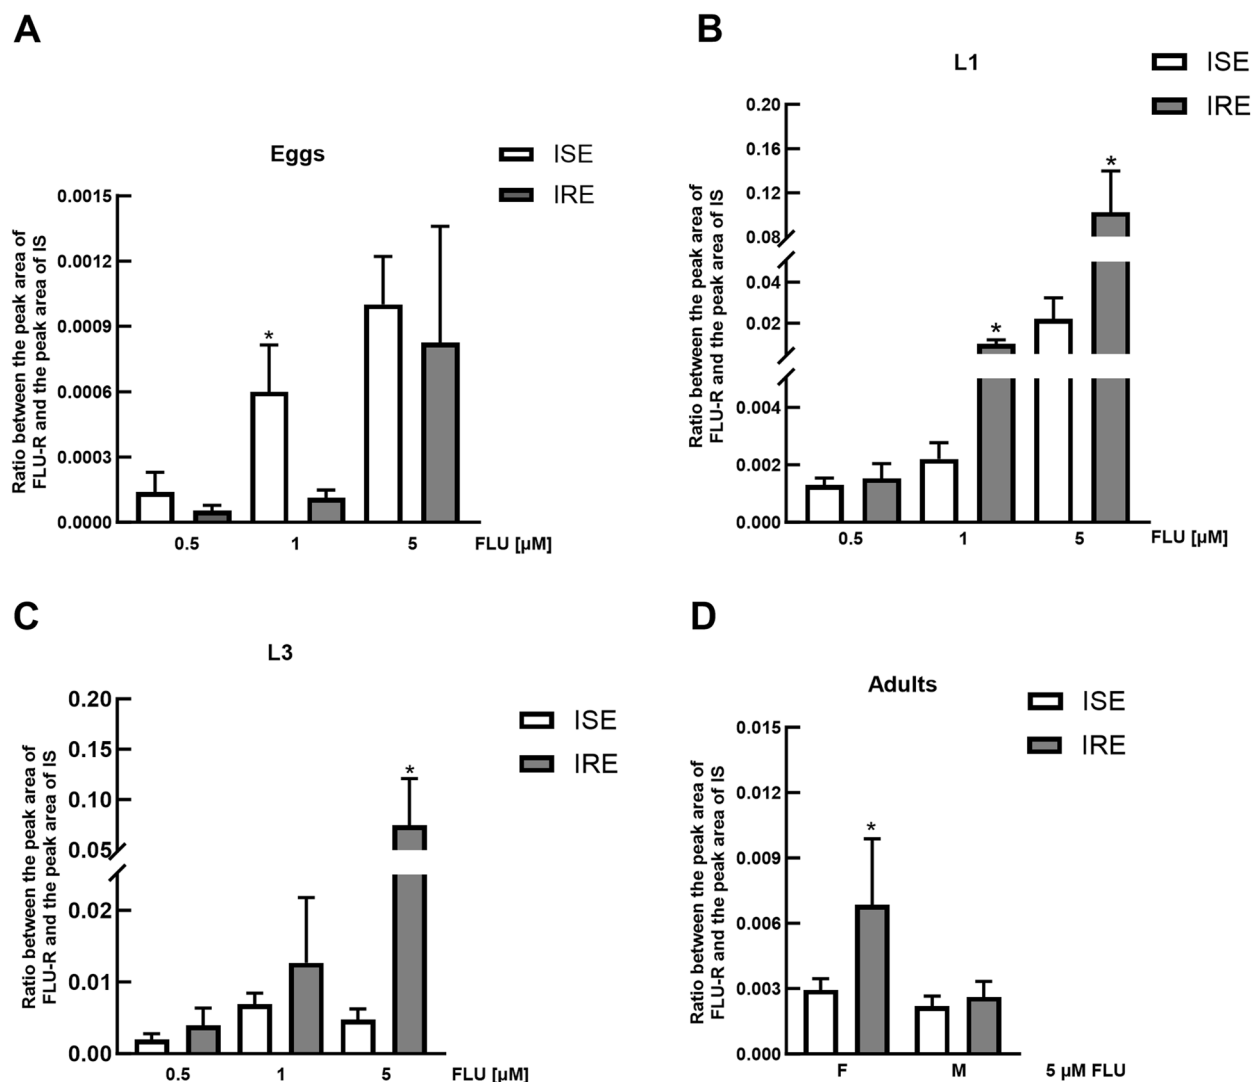 A
Eggs
ISE
IRE
Ratio between the peak area of
FLU-R and the peak area of IS
0.0015
0.0012
0.0009
0.0006
0.0003
0.0000
*
0.5
1
5
FLU [µM]
B
L1
ISE
IRE
Ratio between the peak area of
FLU-R and the peak area of IS
0.20
0.16
0.12
0.08
0.04
0.02
0.004
0.002
0.000
*
*
0.5
1
5
FLU [µM]
C
L3
ISE
IRE
Ratio between the peak area of
FLU-R and the peak area of IS
0.20
0.15
0.10
0.05
0.02
0.01
0.00
*
0.5
1
5
FLU [µM]
D
Adults
ISE
IRE
Ratio between the peak area of
FLU-R and the peak area of IS
0.015
0.012
0.009
0.006
0.003
0.000
*
F
M
5 µM FLU